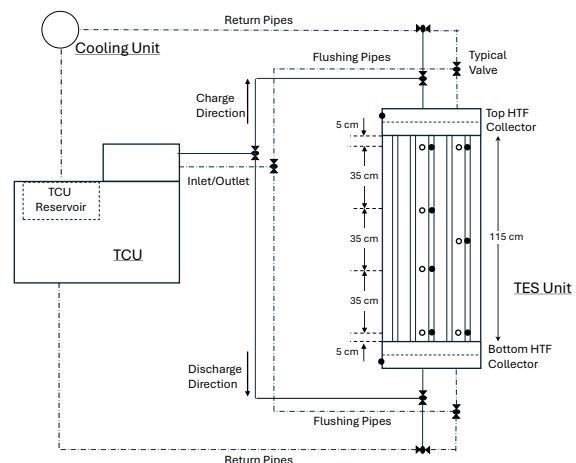 Return Pipes
Cooling Unit
Flushing Pipes
Typical
Valve
Charge
Direction
5 cm
Top HTF
Collector
Inlet/Outlet
TCU
Reservoir
TCU
35 cm
35 cm
35 cm
115 cm
TES Unit
5 cm
Bottom HTF
Collector
Discharge
Direction
Flushing Pipes
Return Pipes